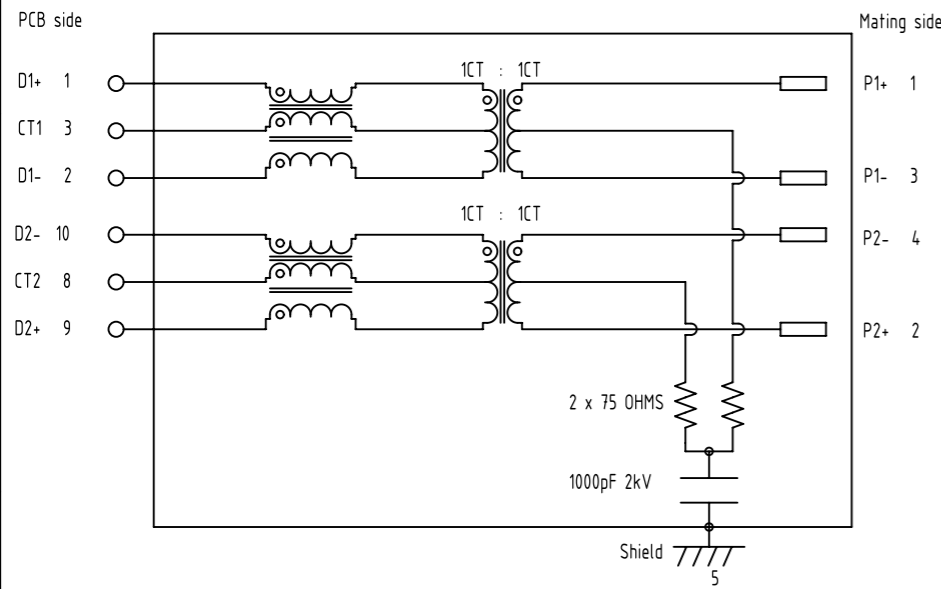 PCB side
Mating side
1CT : 1CT
D1+ 1
P1+ 1
CT1 3
D1- 2
P1- 3
1CT : 1CT
D2- 10
P2- 4
CT2 8
D2+ 9
P2+ 2
2 x 75 OHMS
1000pF 2kV
Shield
5